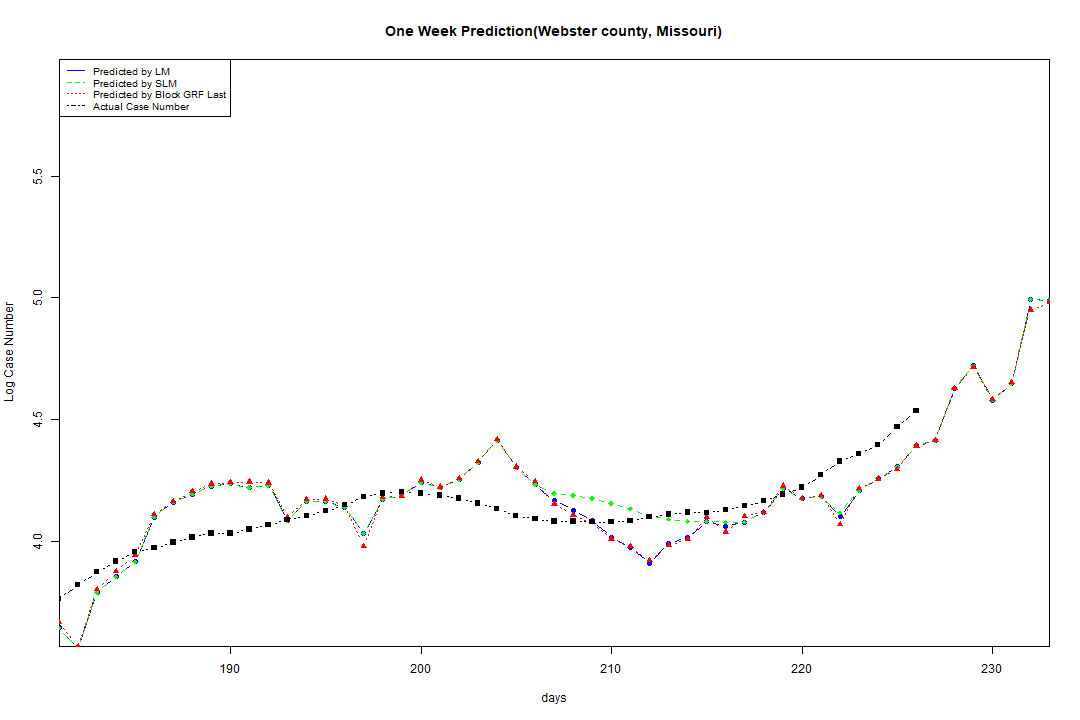 One Week Prediction(Webster county, Missouri)
Predicted by LM
Predicted by SLM
Predicted by Block GRF Last
Actual Case Number
5.5
5.0
4.5
4.0
Log Case Number
190 200 210 220 230
days